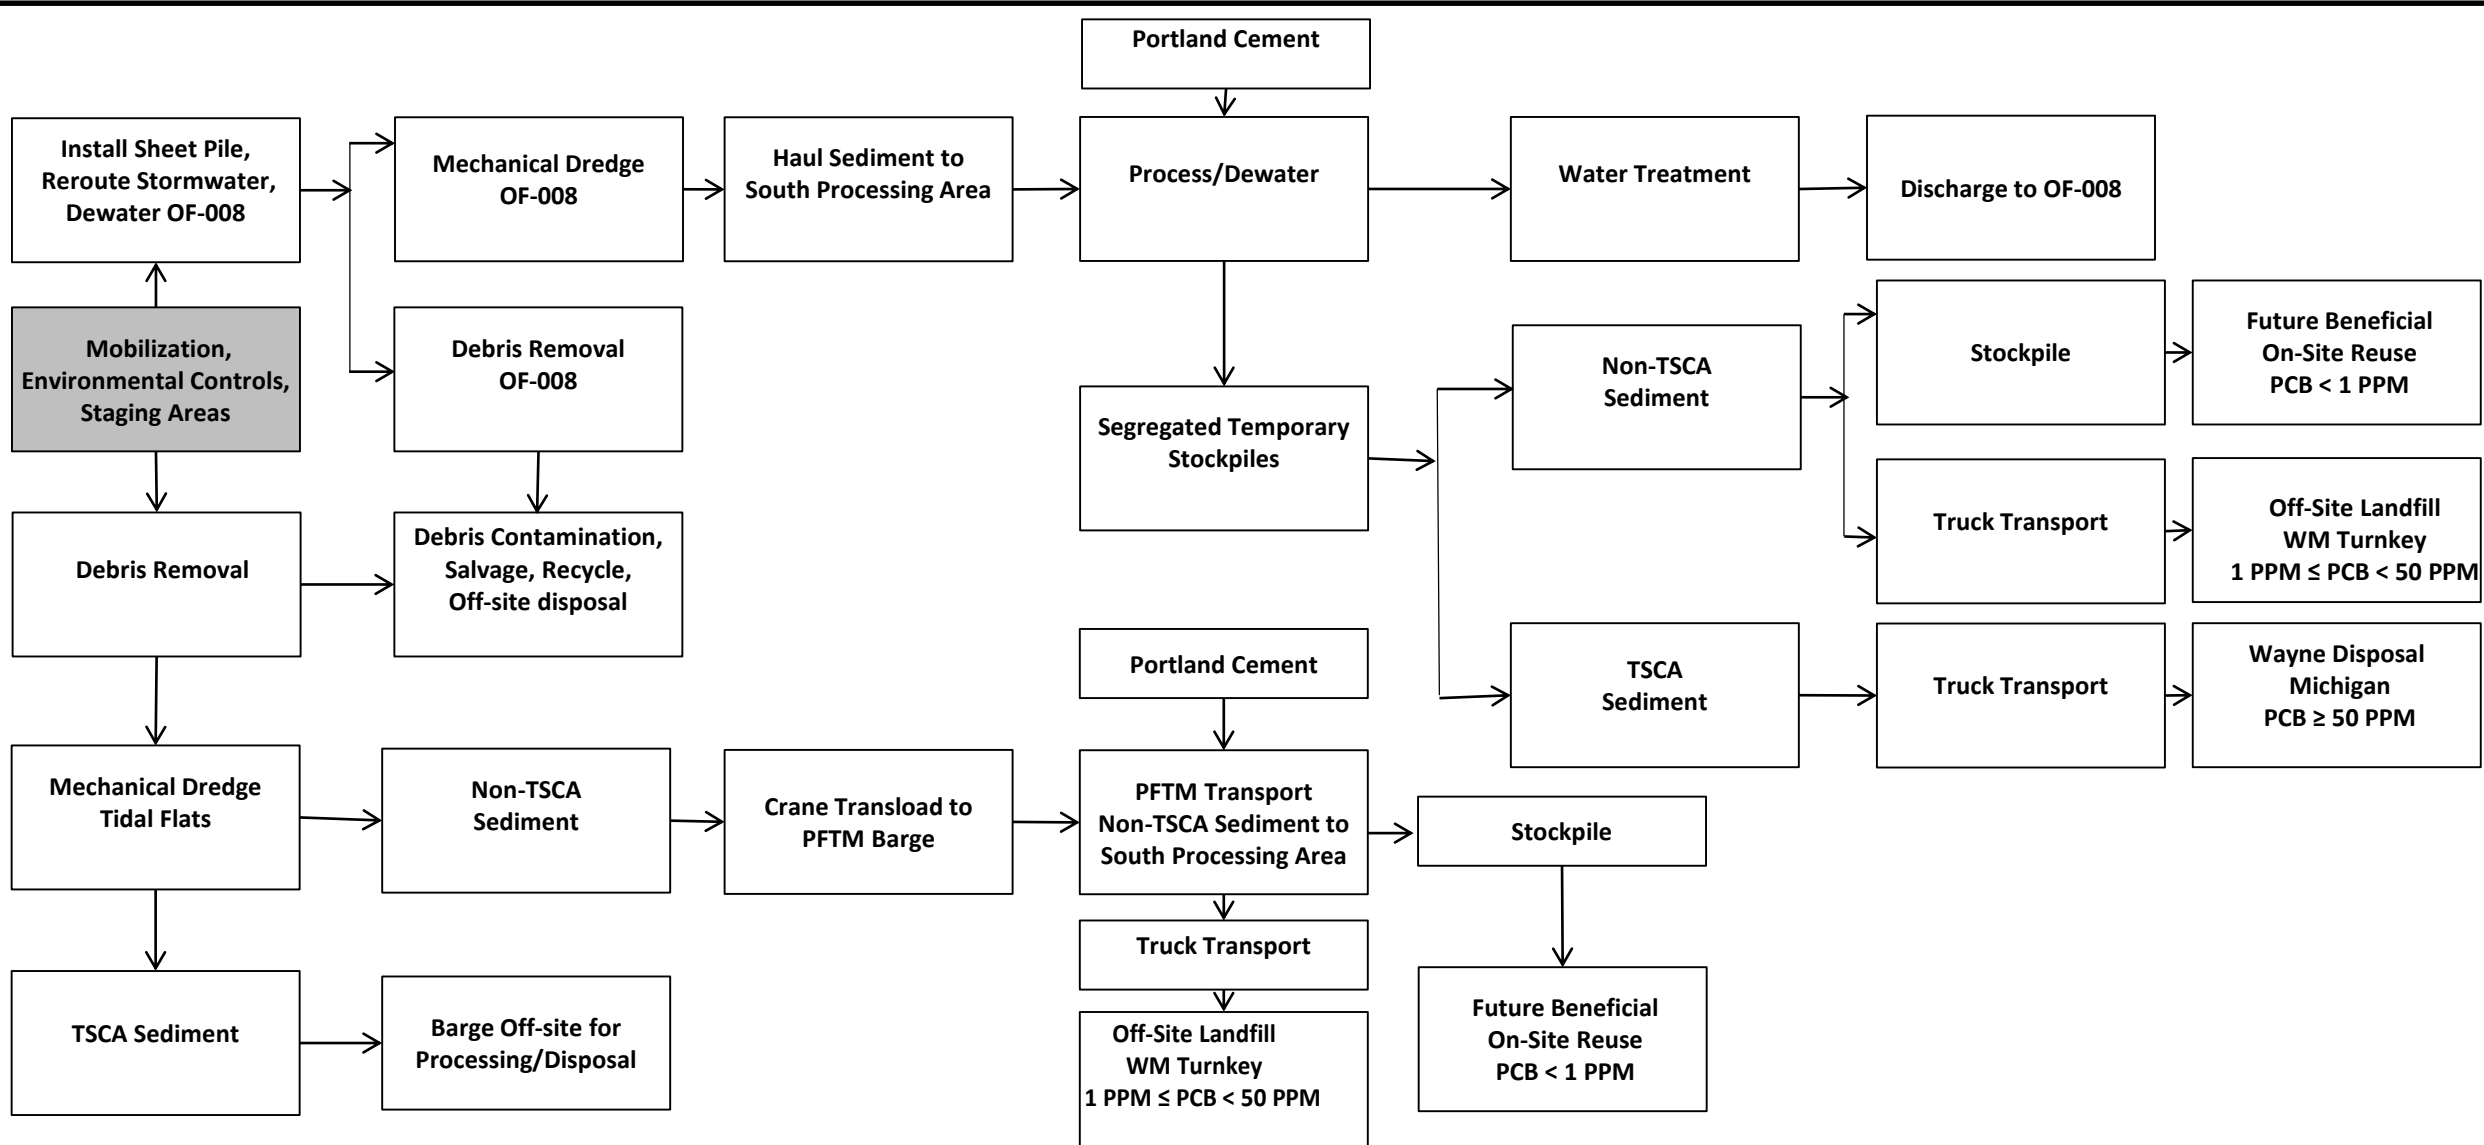 Portland Cement
Install Sheet Pile,
Reroute Stormwater,
Dewater OF-008
Mechanical Dredge
OF-008
Haul Sediment to
South Processing Area
Process/Dewater
Water Treatment
Discharge to OF-008
Mobilization,
Environmental Controls,
Staging Areas
Debris Removal
OF-008
Non-TSCA
Sediment
Stockpile
Future Beneficial
On-Site Reuse
PCB < 1 PPM
Segregated Temporary
Stockpiles
Debris Removal
Debris Contamination,
Salvage, Recycle,
Off-site disposal
Truck Transport
Off-Site Landfill
WM Turnkey
1 PPM ≤ PCB < 50 PPM
Portland Cement
TSCA
Sediment
Truck Transport
Wayne Disposal
Michigan
PCB ≥ 50 PPM
Mechanical Dredge
Tidal Flats
Non-TSCA
Sediment
Crane Transload to
PFTM Barge
PFTM Transport
Non-TSCA Sediment to
South Processing Area
Stockpile
Truck Transport
TSCA Sediment
Barge Off-site for
Processing/Disposal
Off-Site Landfill
WM Turnkey
1 PPM ≤ PCB < 50 PPM
Future Beneficial
On-Site Reuse
PCB < 1 PPM